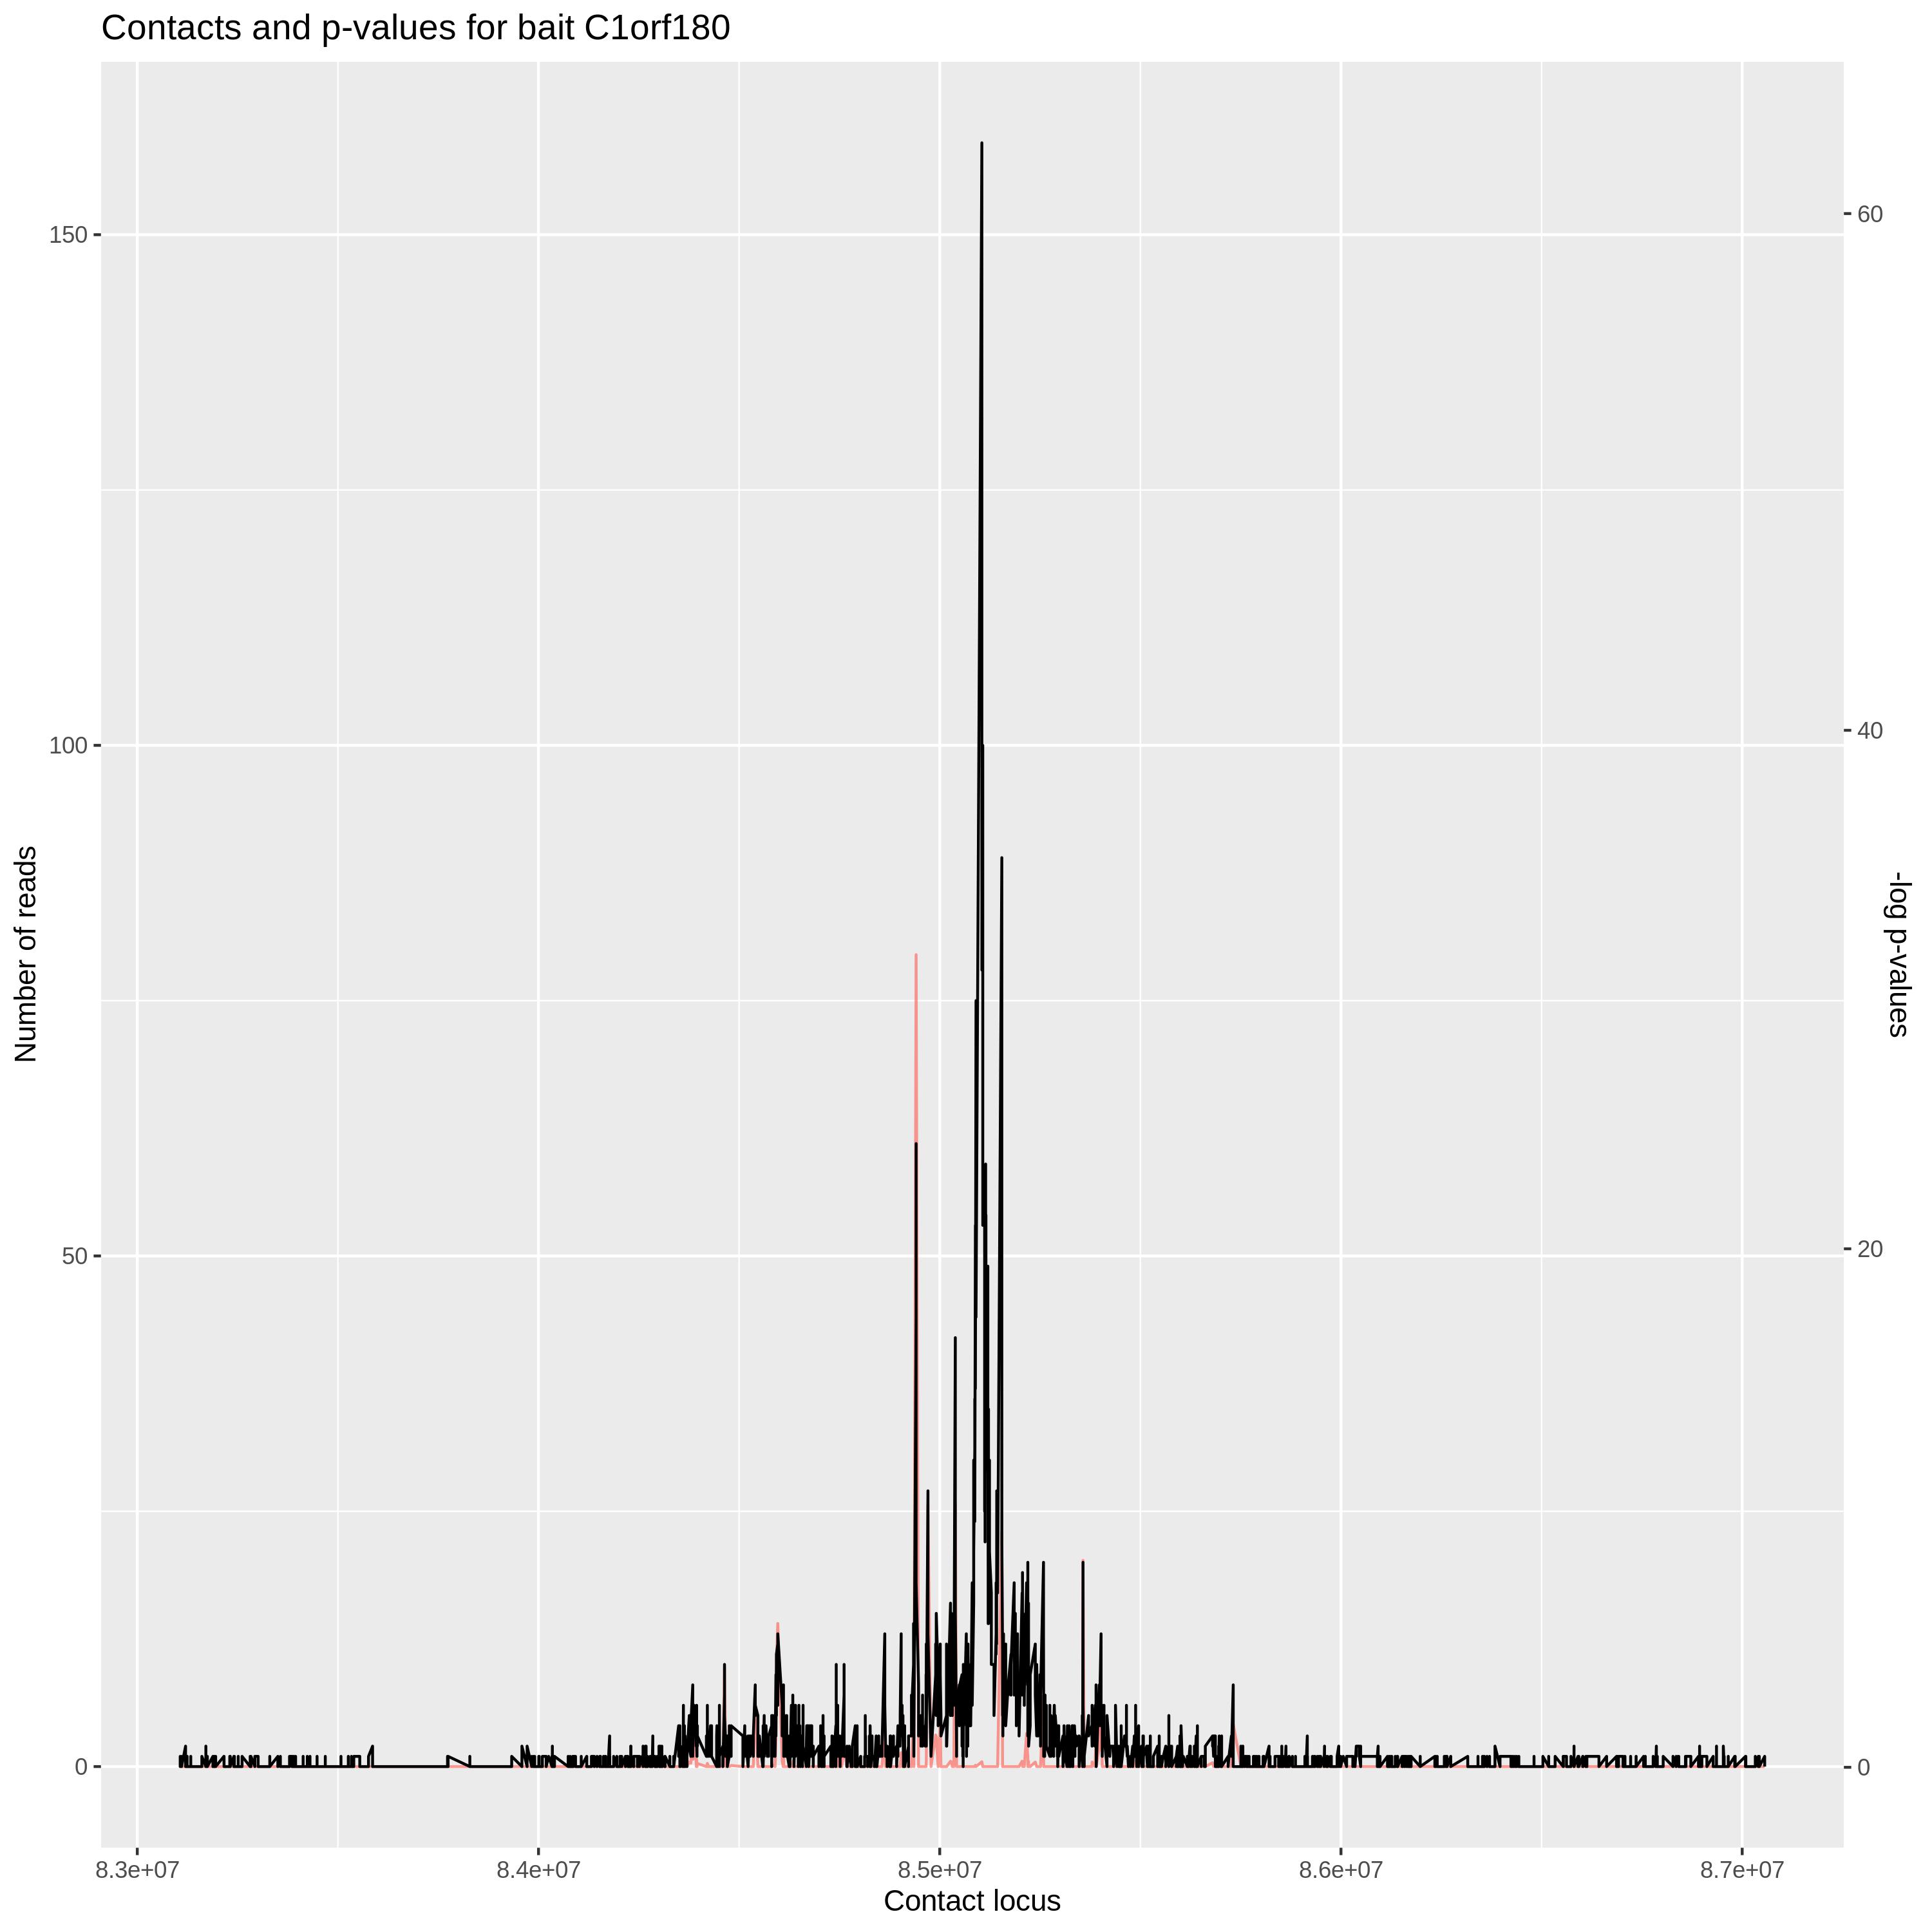 Contacts and p-values for bait C1orf180
150
100
50
0
60
40
20
0
Number of reads
-log p-values
8.3e+07 8.4e+07 8.5e+07 8.6e+07 8.7e+07
Contact locus